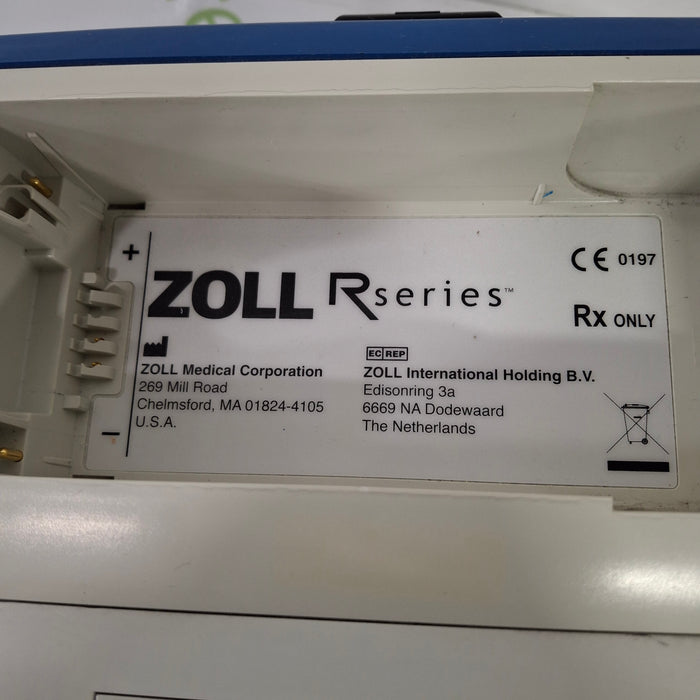 +
ZOLL R series™
CE 0197
Rx ONLY
ZOLL Medical Corporation
269 Mill Road
Chelmsford, MA 01824-4105
U.S.A.
EC REP
ZOLL International Holding B.V.
Edisonring 3a
6669 NA Dodewaard
The Netherlands
−